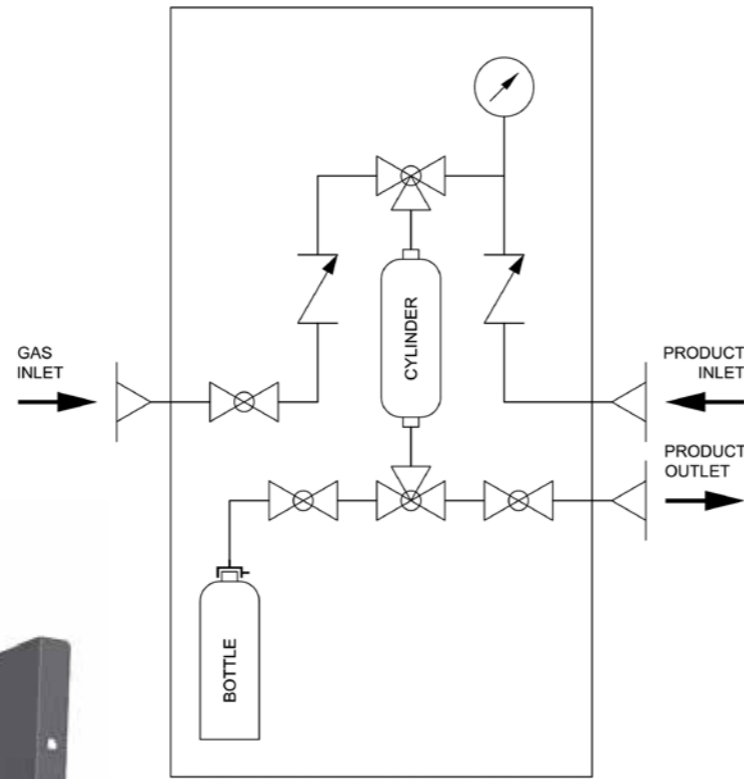 CYLINDER
GAS
INLET
PRODUCT
INLET
PRODUCT
OUTLET
BOTTLE